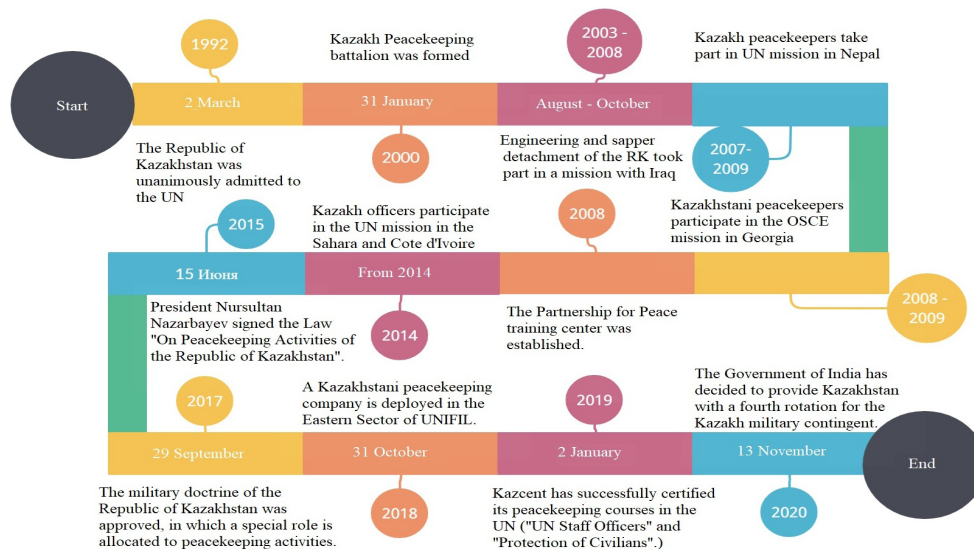 1992
Kazakh Peacekeeping
battalion was formed
2003 -
2008
Kazakh peacekeepers take
part in UN mission in Nepal
Start
2 March
31 January
August - October
The Republic of
Kazakhstan was
unanimously admitted to
the UN
2000
Engineering and sapper
detachment of the RK took
part in a mission with Iraq
2007-
2009
Kazakhstani peacekeepers
participate in the OSCE
mission in Georgia
2015
Kazakh officers participate
in the UN mission in the
Sahara and Cote d'Ivoire
2008
15 Июня
From 2014
President Nursultan
Nazarbayev signed the Law
"On Peacekeeping Activities of
the Republic of Kazakhstan".
2014
The Partnership for Peace
training center was
established.
2008 -
2009
2017
A Kazakhstani peacekeeping
company is deployed in the
Eastern Sector of UNIFIL.
2019
The Government of India has
decided to provide Kazakhstan
with a fourth rotation for the
Kazakh military contingent.
29 September
31 October
2 January
13 November
End
The military doctrine of the
Republic of Kazakhstan was
approved, in which a special role is
allocated to peacekeeping activities.
2018
Kazcent has successfully certified
its peacekeeping courses in the
UN ("UN Staff Officers" and
"Protection of Civilians".)
2020